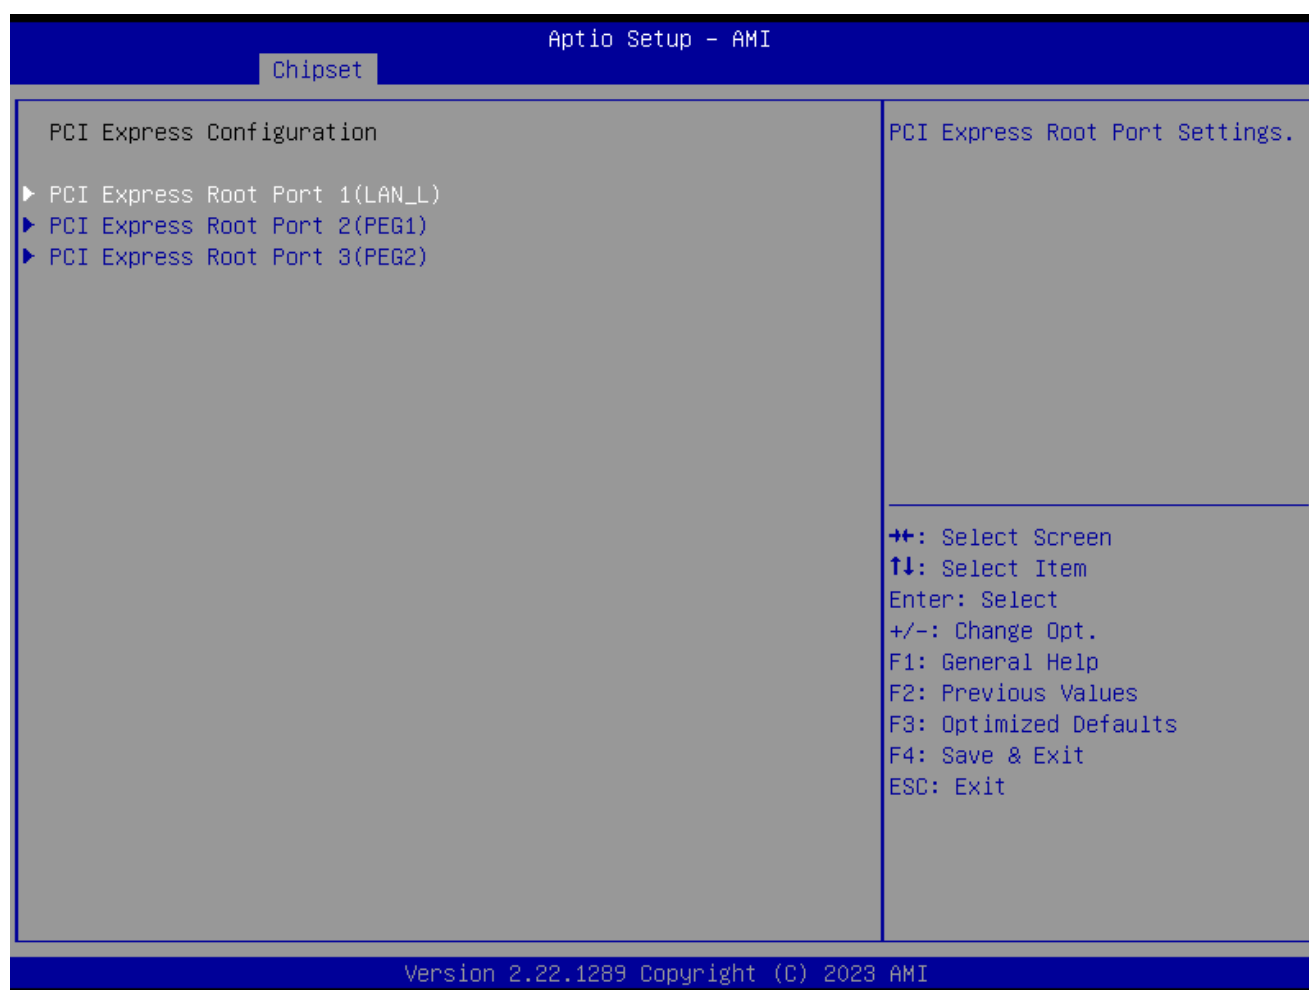 Aptio Setup – AMI
Chipset
PCI Express Configuration
▶ PCI Express Root Port 1(LAN_L)
▶ PCI Express Root Port 2(PEG1)
▶ PCI Express Root Port 3(PEG2)
PCI Express Root Port Settings.
→←: Select Screen
↑↓: Select Item
Enter: Select
+/-: Change Opt.
F1: General Help
F2: Previous Values
F3: Optimized Defaults
F4: Save & Exit
ESC: Exit
Version 2.22.1289 Copyright (C) 2023 AMI